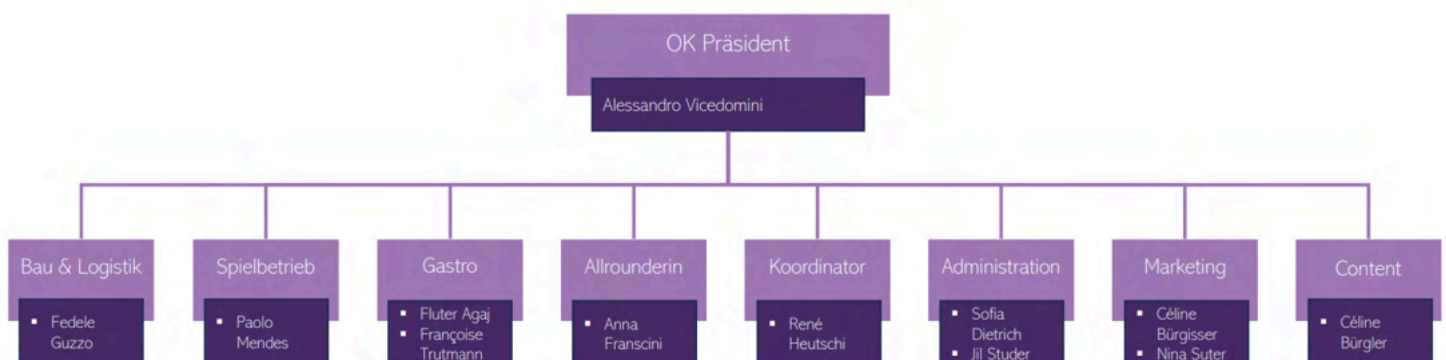 OK Präsident
Alessandro Vicedomini
Bau & Logistik
▪ Fedele
Guzzo
Spielbetrieb
▪ Paolo
Mendes
Gastro
▪ Fluter Agaj
▪ Françoise
Trutmann
Allrounderin
▪ Anna
Franscini
Koordinator
▪ René
Heutschi
Administration
▪ Sofia
Dietrich
▪ Jil Studer
Marketing
▪ Céline
Bürgisser
▪ Nina Suter
Content
▪ Céline
Bürgler